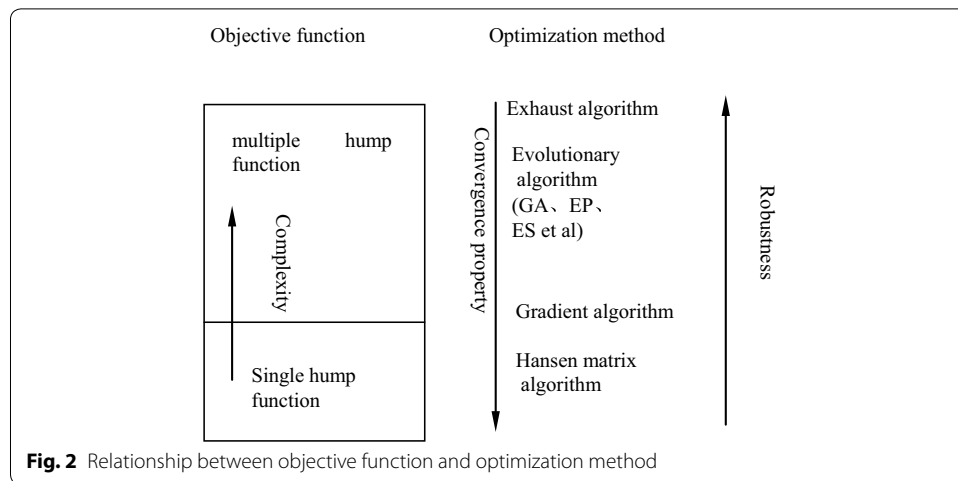 Objective function
Optimization method
multiple hump
function
Complexity
Single hump
function
Convergence property
Exhaust algorithm
Evolutionary
algorithm
(GA、EP、
ES et al)
Gradient algorithm
Hansen matrix
algorithm
Robustness
Fig. 2 Relationship between objective function and optimization method